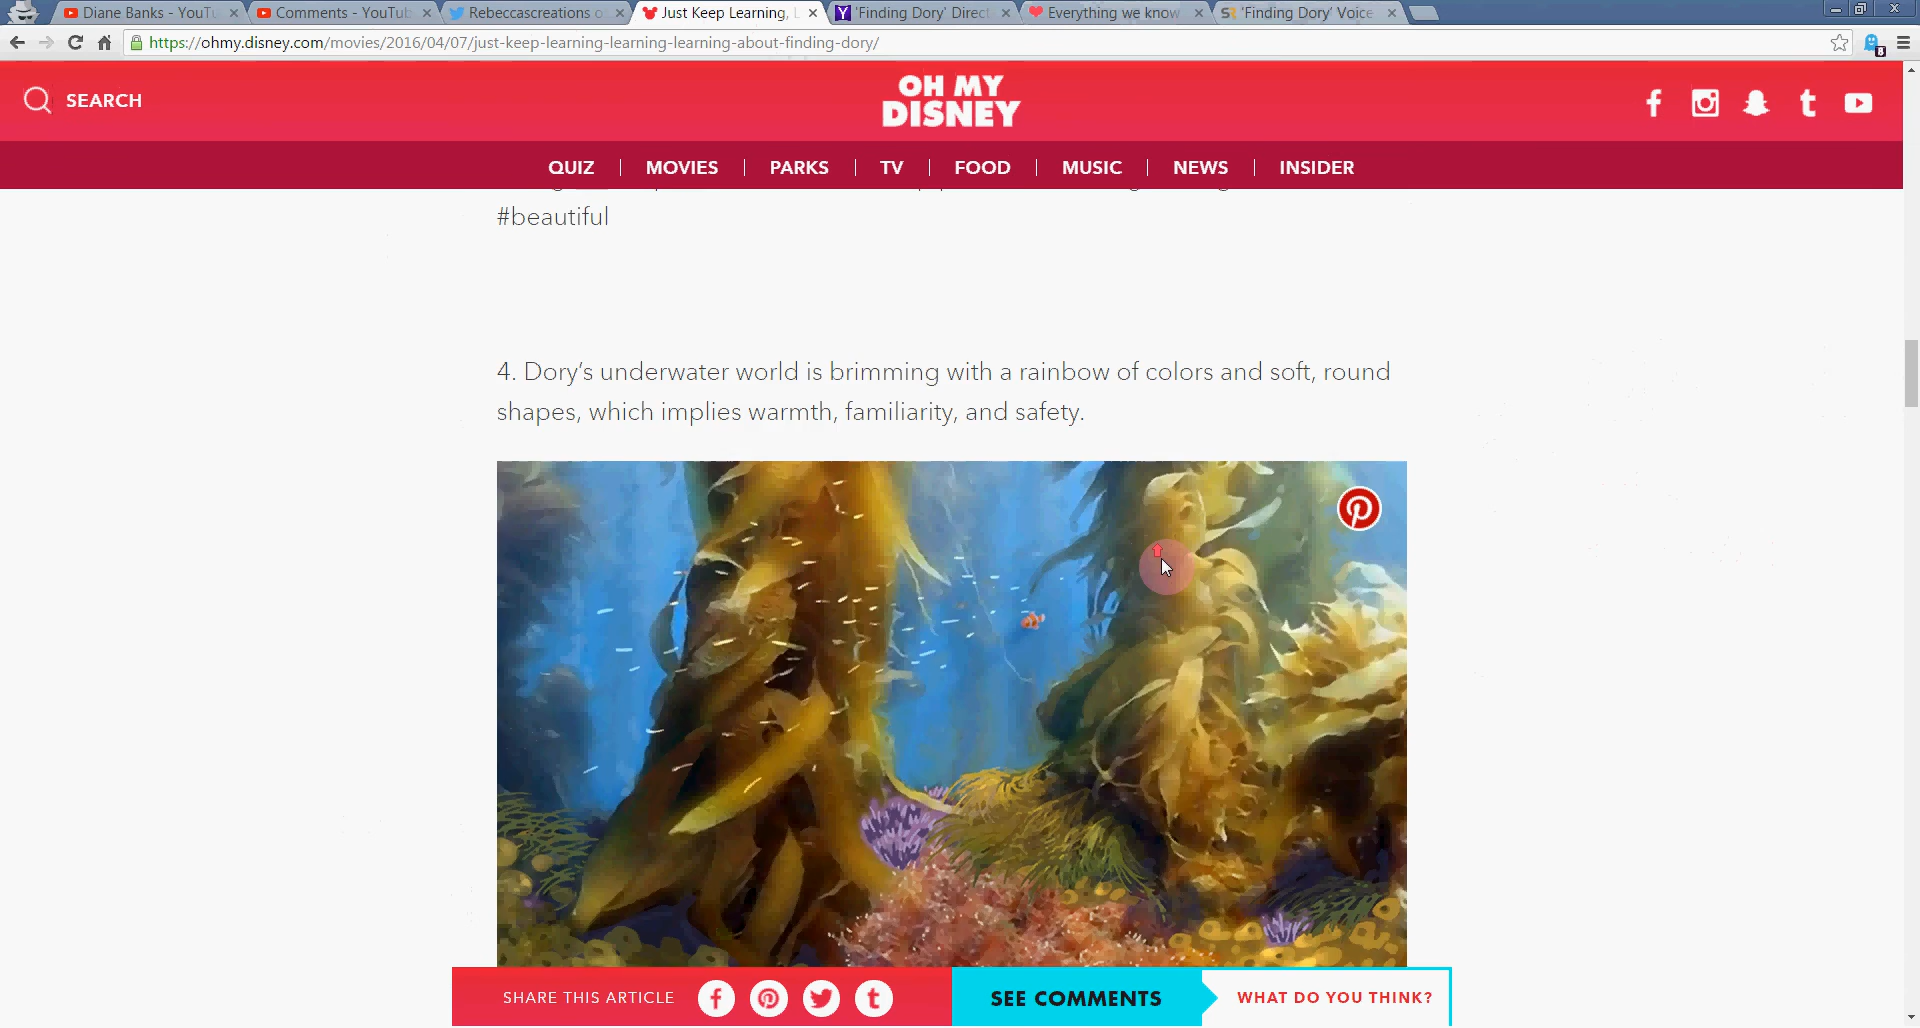 Diane Banks - YouTu
Comments - YouTub
Rebeccascreations o
Just Keep Learning, L
'Finding Dory' Direct
Everything we know
'Finding Dory' Voice
https://ohmy.disney.com/movies/2016/04/07/just-keep-learning-learning-learning-about-finding-dory/
SEARCH
OH MY
DISNEY
QUIZ | MOVIES | PARKS | TV | FOOD | MUSIC | NEWS | INSIDER
#beautiful
4. Dory’s underwater world is brimming with a rainbow of colors and soft, round
shapes, which implies warmth, familiarity, and safety.
SHARE THIS ARTICLE
SEE COMMENTS
WHAT DO YOU THINK?